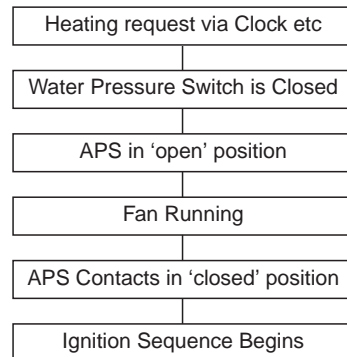 Heating request via Clock etc
Water Pressure Switch is Closed
APS in ‘open’ position
Fan Running
APS Contacts in ‘closed’ position
Ignition Sequence Begins